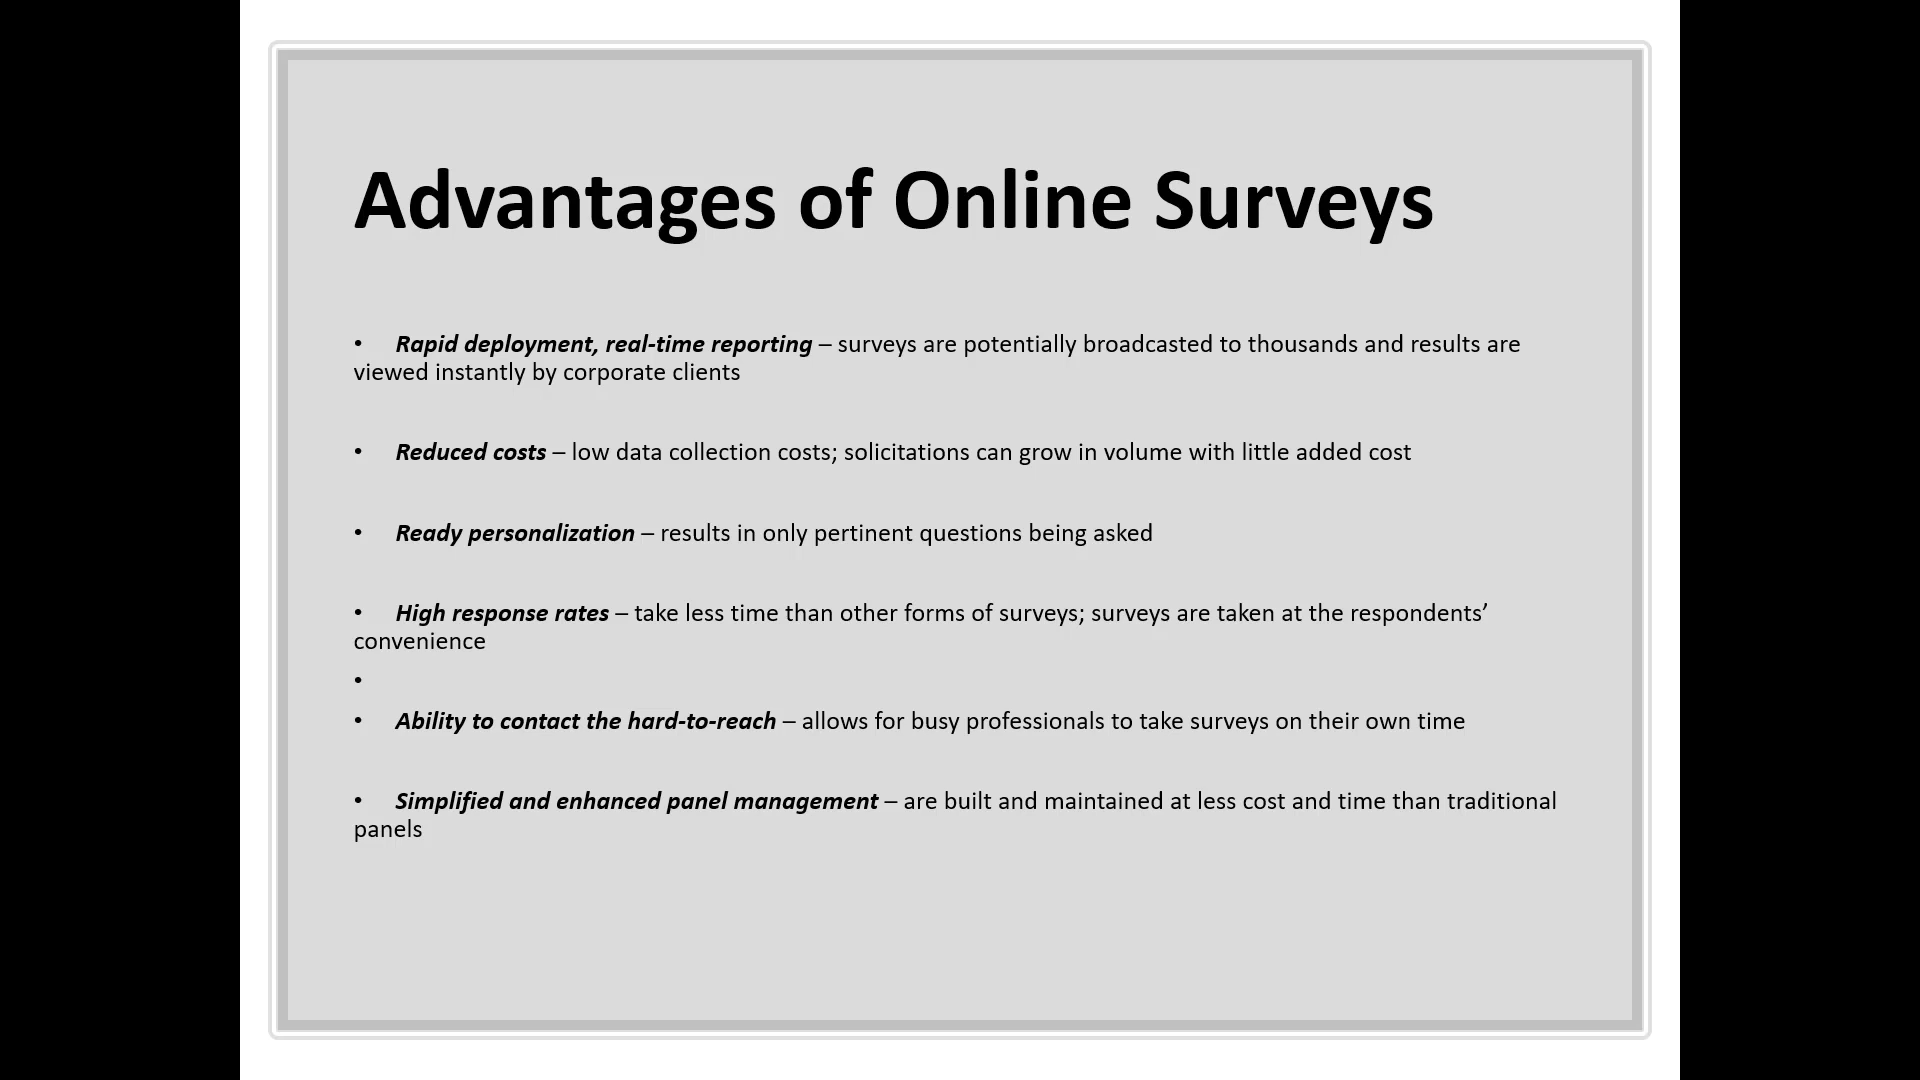 Advantages of Online Surveys
• Rapid deployment, real-time reporting – surveys are potentially broadcasted to thousands and results are
viewed instantly by corporate clients
• Reduced costs – low data collection costs; solicitations can grow in volume with little added cost
• Ready personalization – results in only pertinent questions being asked
• High response rates – take less time than other forms of surveys; surveys are taken at the respondents’
convenience
•
• Ability to contact the hard-to-reach – allows for busy professionals to take surveys on their own time
• Simplified and enhanced panel management – are built and maintained at less cost and time than traditional
panels